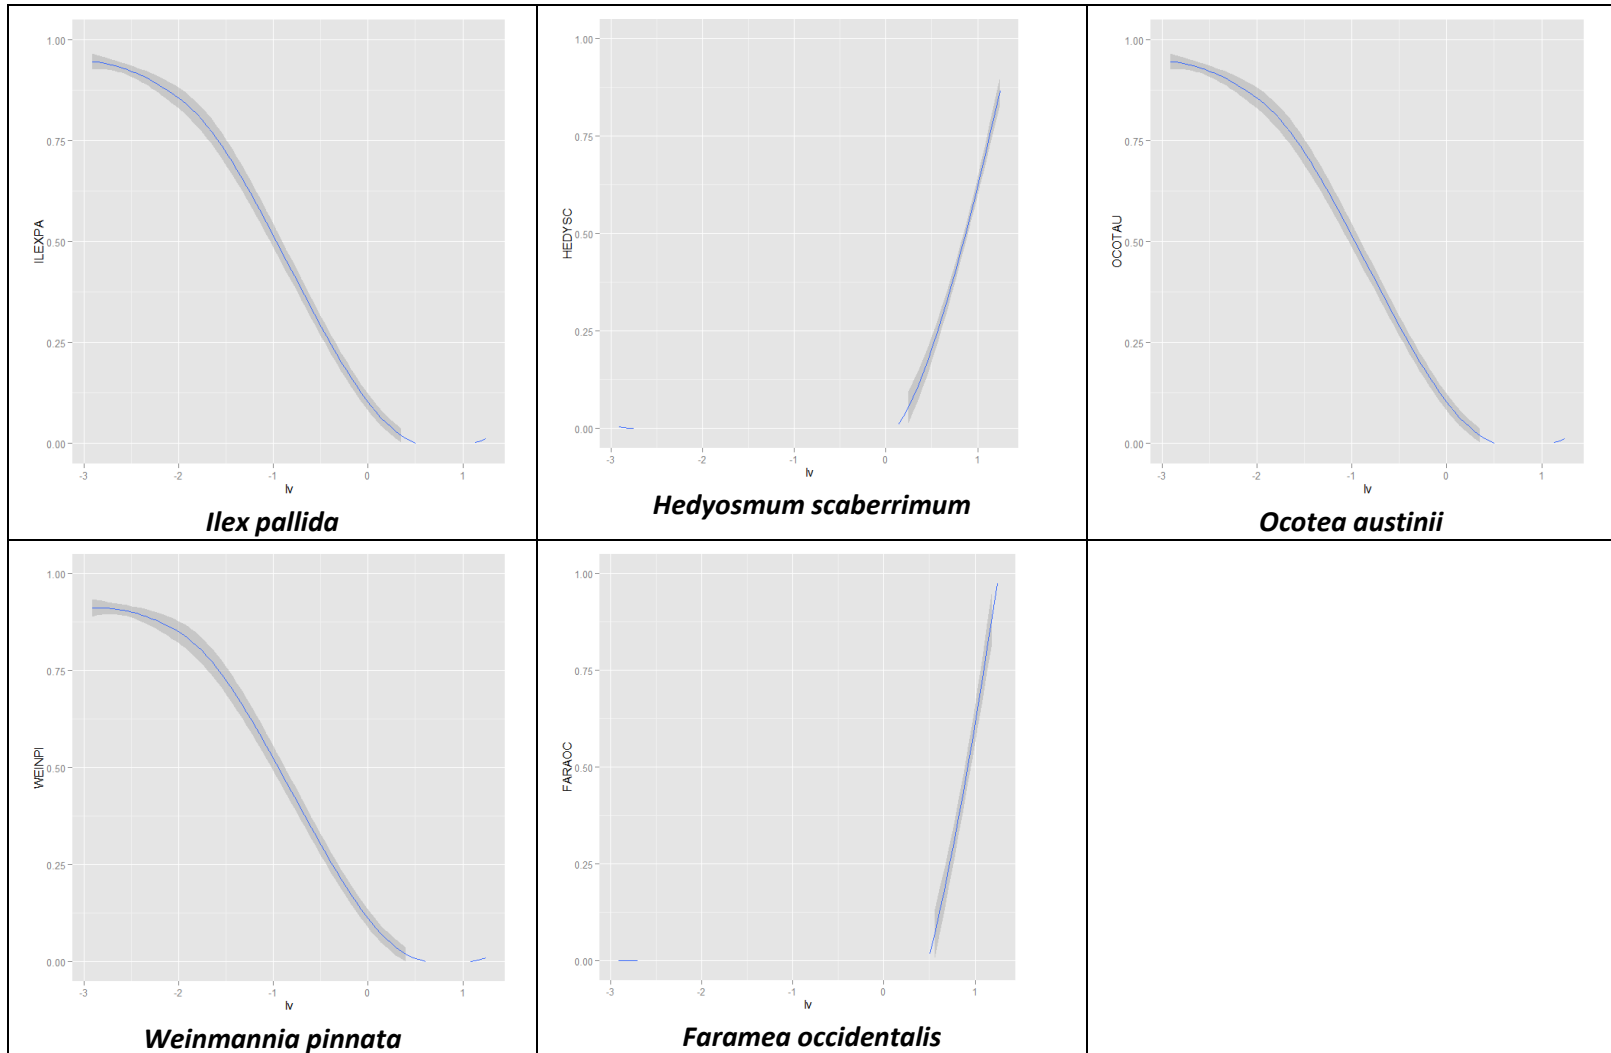 1.00
0.75
0.50
0.25
0.00
ILEXPA
-3 -2 -1 0 1
lv
Ilex pallida
1.00
0.75
0.50
0.25
0.00
HEDYSC
-3 -2 -1 0 1
lv
Hedyosmum scaberrimum
1.00
0.75
0.50
0.25
0.00
OCOTAU
-3 -2 -1 0 1
lv
Ocotea austinii
1.00
0.75
0.50
0.25
0.00
WEINPI
-3 -2 -1 0 1
lv
Weinmannia pinnata
1.00
0.75
0.50
0.25
0.00
FARAOC
-3 -2 -1 0 1
lv
Faramea occidentalis